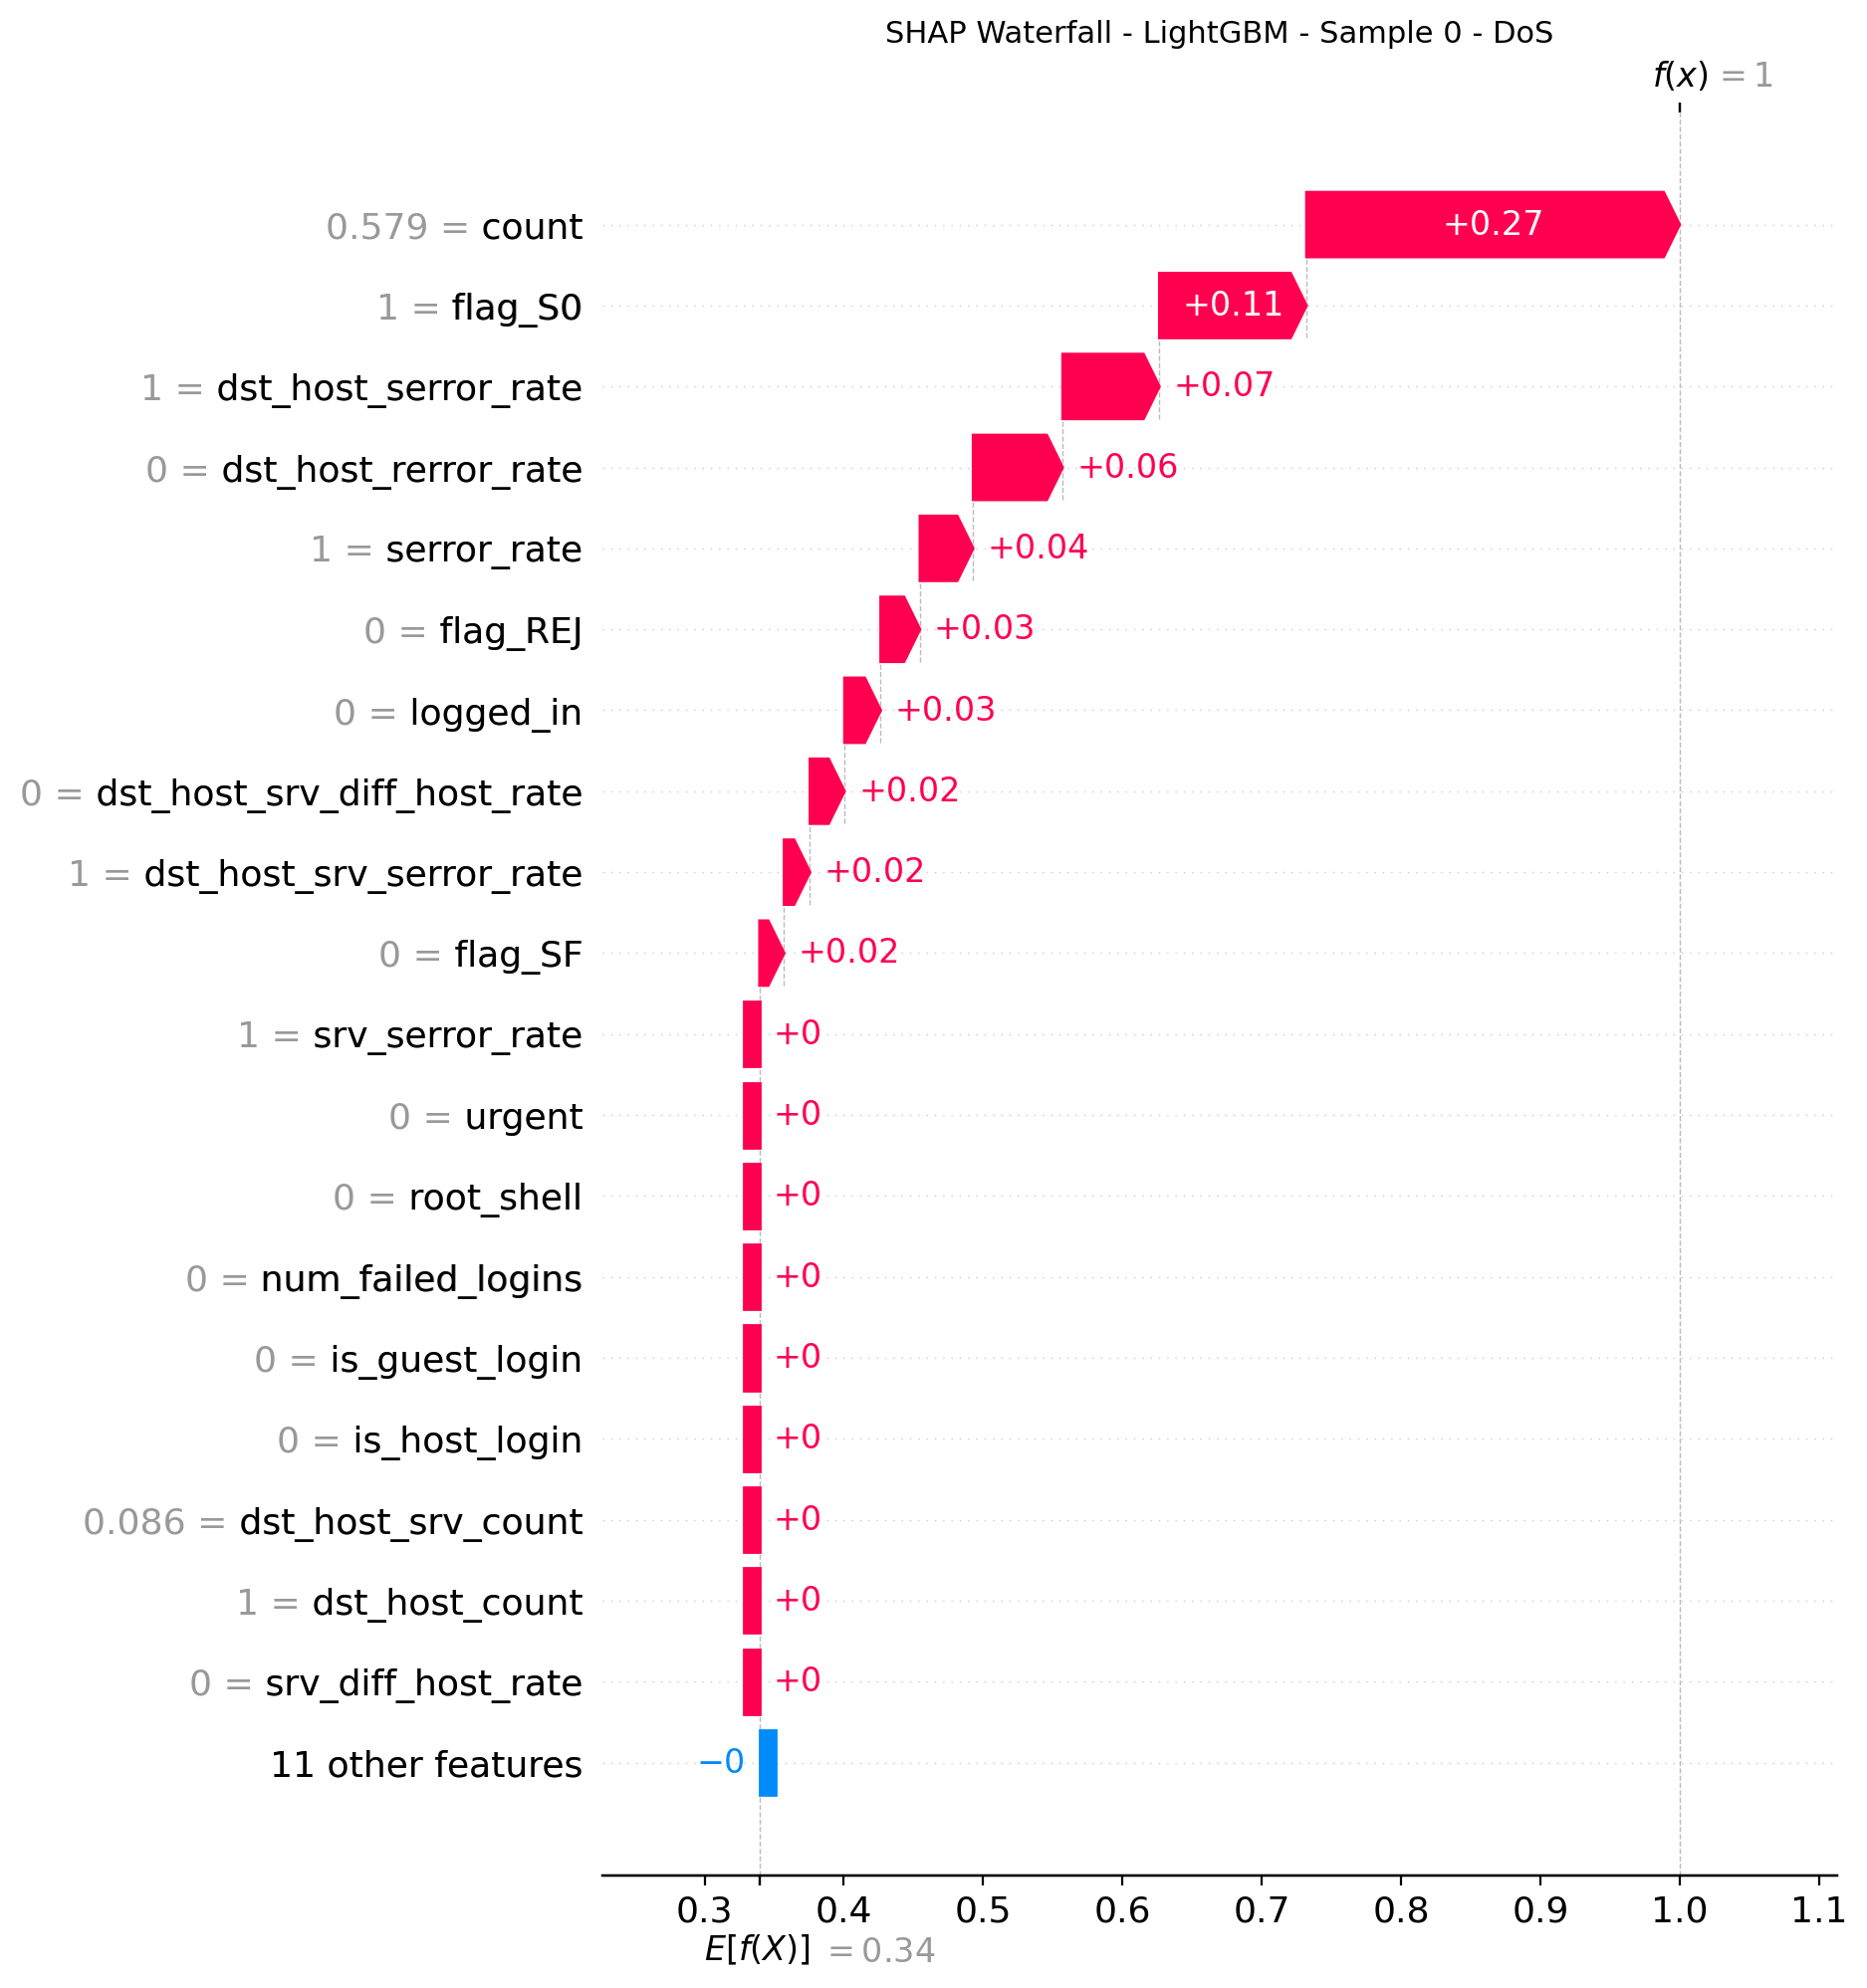 SHAP Waterfall - LightGBM - Sample 0 - DoS
f(x) = 1
0.579 = count
+0.27
1 = flag_S0
+0.11
1 = dst_host_serror_rate
+0.07
0 = dst_host_rerror_rate
+0.06
1 = serror_rate
+0.04
0 = flag_REJ
+0.03
0 = logged_in
+0.03
0 = dst_host_srv_diff_host_rate
+0.02
1 = dst_host_srv_serror_rate
+0.02
0 = flag_SF
+0.02
1 = srv_serror_rate
+0
0 = urgent
+0
0 = root_shell
+0
0 = num_failed_logins
+0
0 = is_guest_login
+0
0 = is_host_login
+0
0.086 = dst_host_srv_count
+0
1 = dst_host_count
+0
0 = srv_diff_host_rate
+0
11 other features
−0
0.3 0.4 0.5 0.6 0.7 0.8 0.9 1.0 1.1
E[f(X)] = 0.34